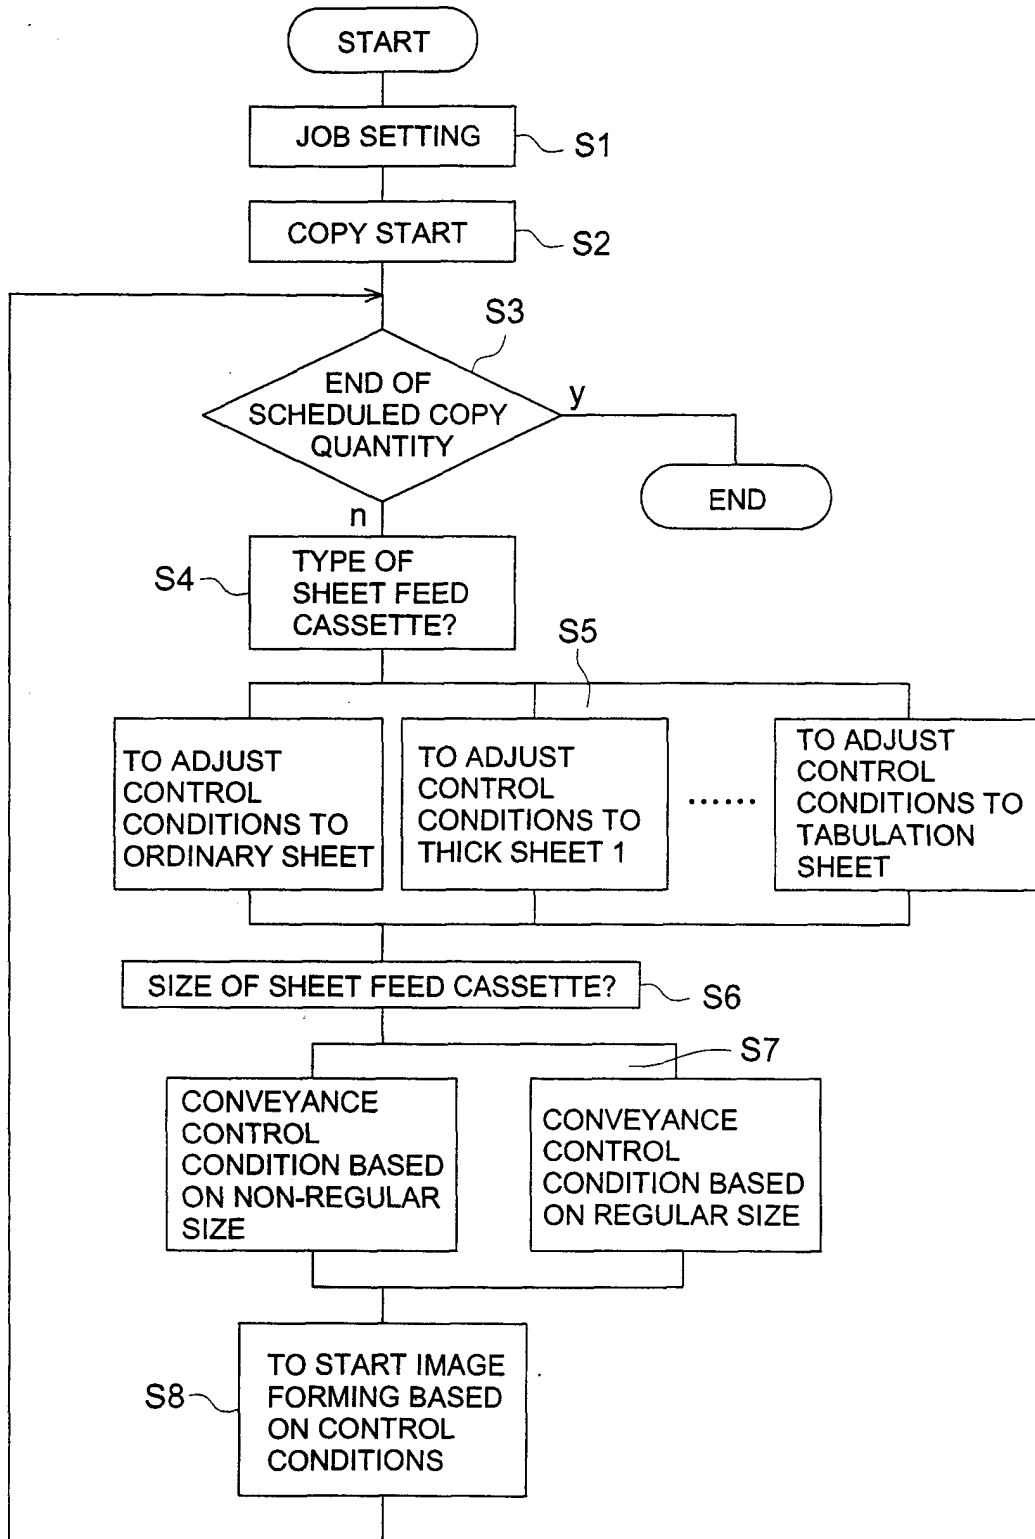 START
JOB SETTING
S1
COPY START
S2
S3
END OF
SCHEDULED COPY
QUANTITY
y
END
n
S4
TYPE OF
SHEET FEED
CASSETTE?
S5
TO ADJUST
CONTROL
CONDITIONS TO
ORDINARY SHEET
TO ADJUST
CONTROL
CONDITIONS TO
THICK SHEET 1
......
TO ADJUST
CONTROL
CONDITIONS TO
TABULATION
SHEET
SIZE OF SHEET FEED CASSETTE?
S6
S7
CONVEYANCE
CONTROL
CONDITION BASED
ON NON-REGULAR
SIZE
CONVEYANCE
CONTROL
CONDITION BASED
ON REGULAR SIZE
S8
TO START IMAGE
FORMING BASED
ON CONTROL
CONDITIONS